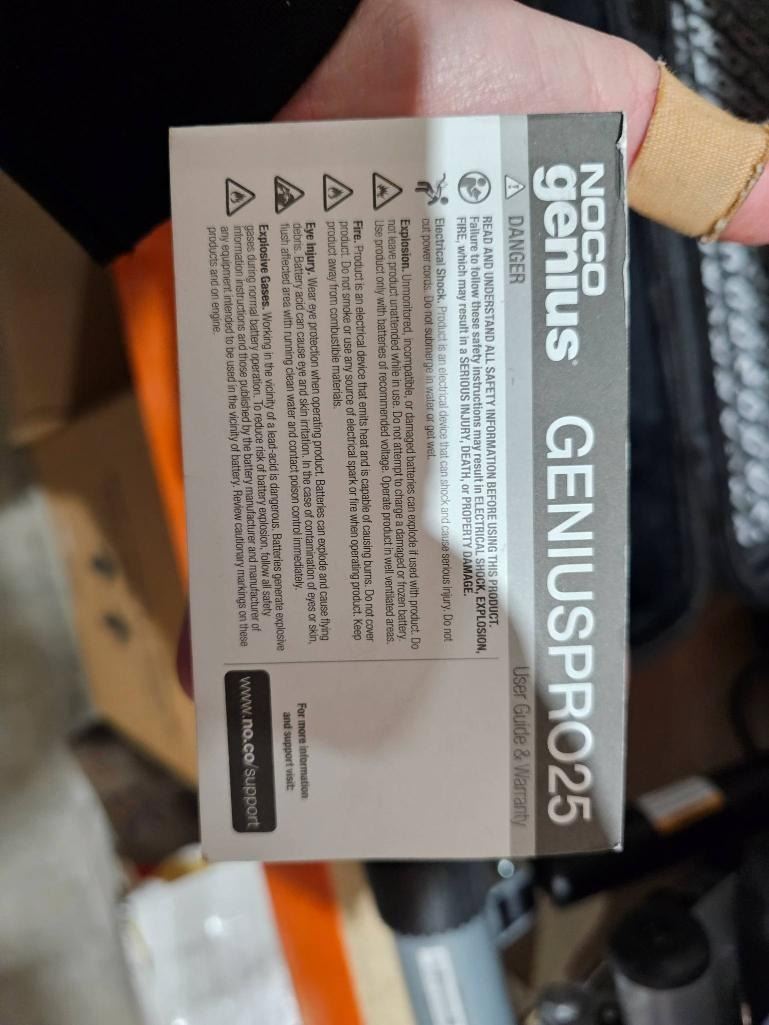 NOCO
genius® GENIUSPRO25
DANGER
User Guide & Warranty
READ AND UNDERSTAND ALL SAFETY INFORMATION BEFORE USING THIS PRODUCT.
Failure to follow these safety instructions may result in ELECTRICAL SHOCK, EXPLOSION,
FIRE, which may result in a SERIOUS INJURY, DEATH, or PROPERTY DAMAGE.
Electrical Shock. Product is an electrical device that can shock and cause serious injury. Do not
cut power cords. Do not submerge in water or get wet.
Explosion. Unmonitored, incompatible, or damaged batteries can explode if used with product. Do
not leave product unattended while in use. Do not attempt to charge a damaged or frozen battery.
Use product only with batteries of recommended voltage. Operate product in well ventilated areas.
Fire. Product is an electrical device that emits heat and is capable of causing burns. Do not cover
product. Do not smoke or use any source of electrical spark or fire when operating product. Keep
product away from combustible materials.
Eye Injury. Wear eye protection when operating product. Batteries can explode and cause flying
debris. Battery acid can cause eye and skin irritation. In the case of contamination of eyes or skin,
flush affected area with running clean water and contact poison control immediately.
Explosive Gases. Working in the vicinity of a lead-acid is dangerous. Batteries generate explosive
gases during normal battery operation. To reduce risk of battery explosion, follow all safety
information instructions and those published by the battery manufacturer and manufacturer of
any equipment intended to be used in the vicinity of battery. Review cautionary markings on these
products and on engine.
For more information
and support visit:
www.no.co/support